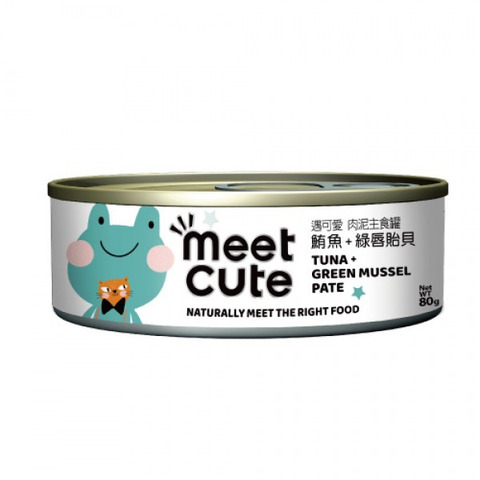 meet
cute
NATURALLY MEET THE RIGHT FOOD
遇可愛 肉泥主食罐
鮪魚+綠唇貽貝
TUNA +
GREEN MUSSEL
PATE
Net
WT
80g